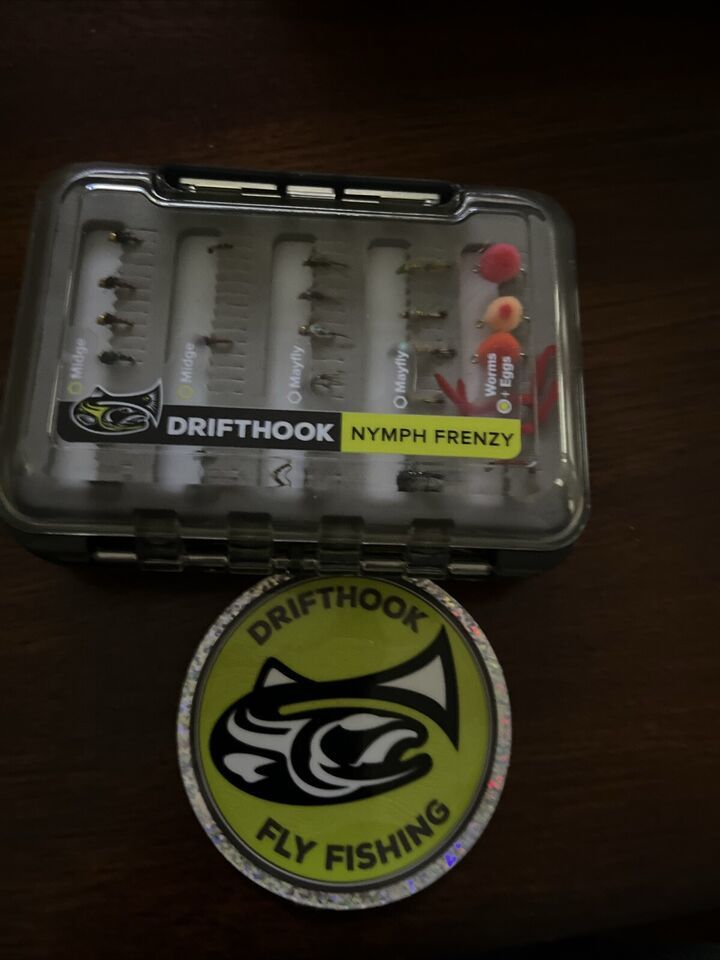 Midge
Midge
Mayfly
Mayfly
Worms
+ Eggs
DRIFTHOOK NYMPH FRENZY
DRIFTHOOK
FLY FISHING